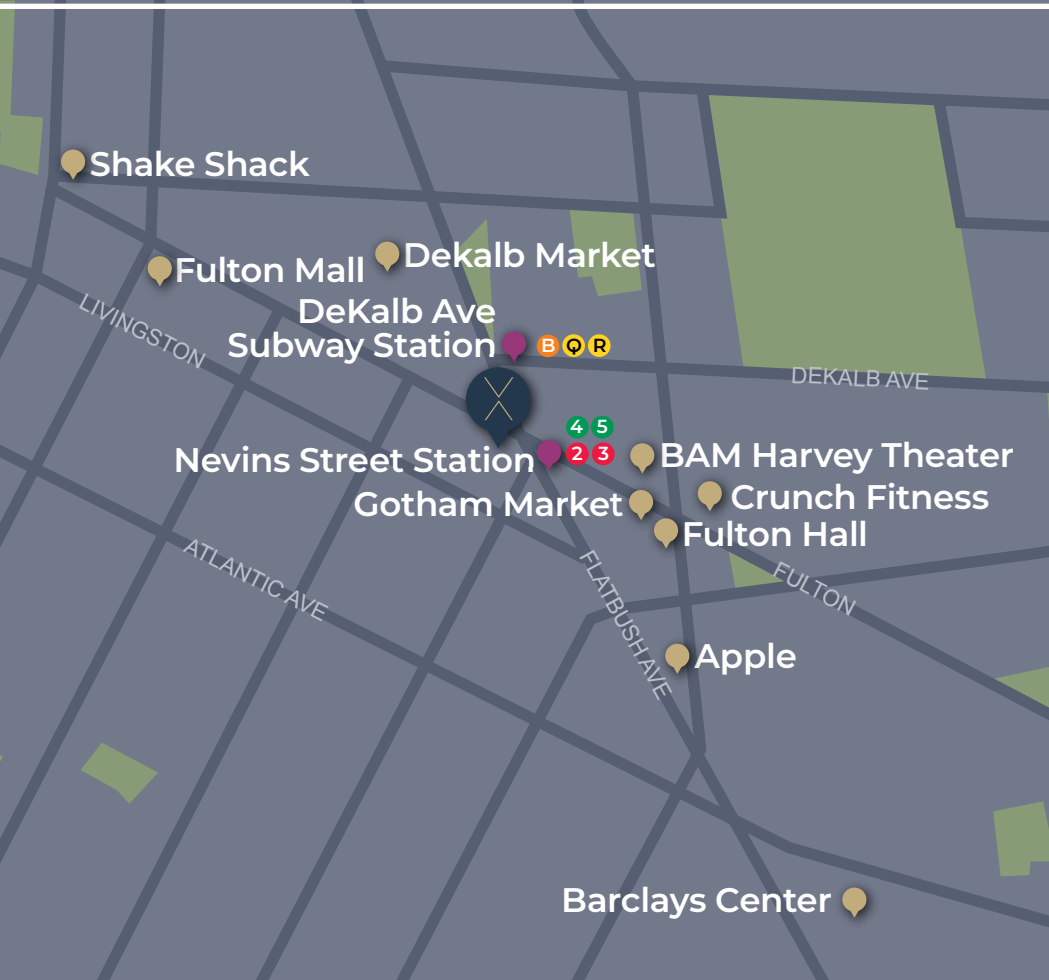 Shake Shack
Dekalb Market
Fulton Mall
DeKalb Ave
LIVINGSTON
Subway Station B Q R
DEKALB AVE
4 5
Nevins Street Station 2 3
BAM Harvey Theater
Gotham Market
Crunch Fitness
Fulton Hall
ATLANTIC AVE
FULTON
FLATBUSH AVE
Apple
Barclays Center